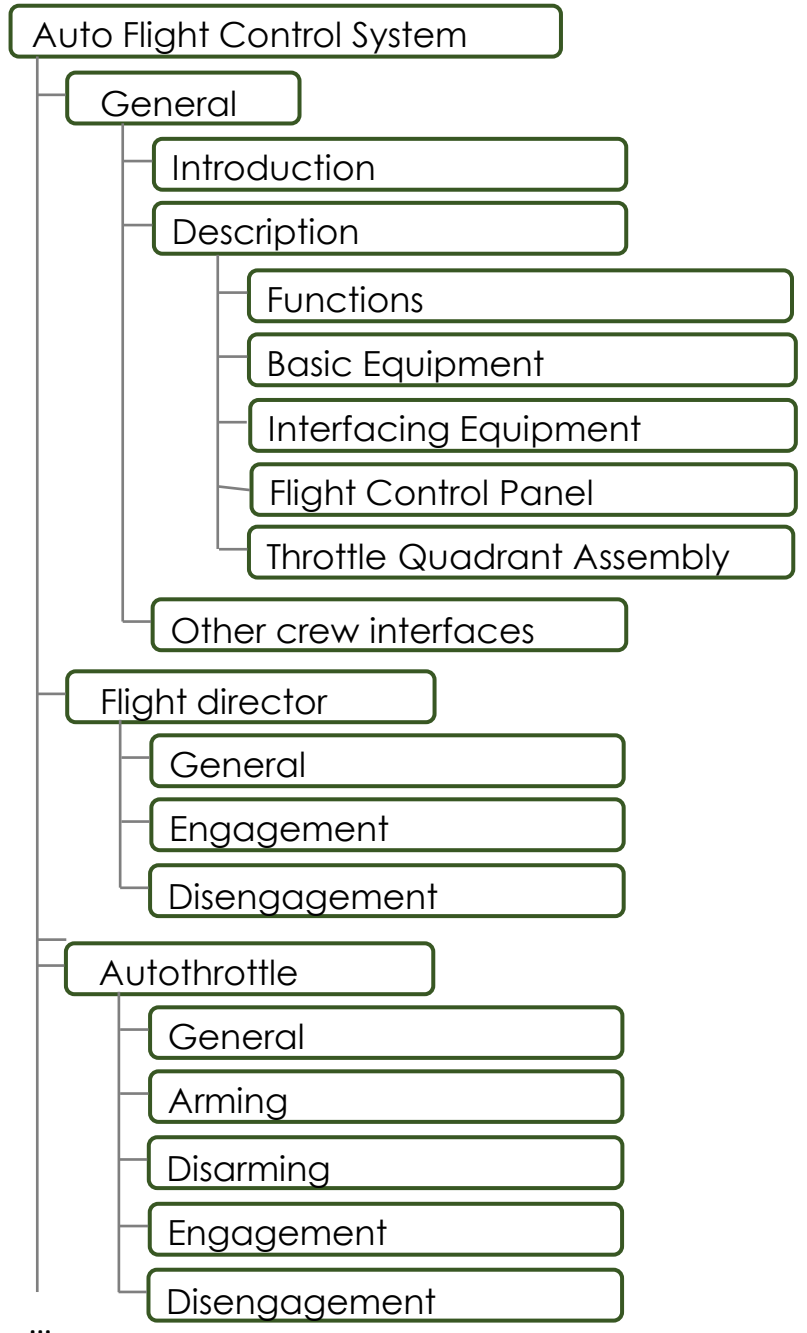 Auto Flight Control System
General
Introduction
Description
Functions
Basic Equipment
Interfacing Equipment
Flight Control Panel
Throttle Quadrant Assembly
Other crew interfaces
Flight director
General
Engagement
Disengagement
Autothrottle
General
Arming
Disarming
Engagement
Disengagement
...